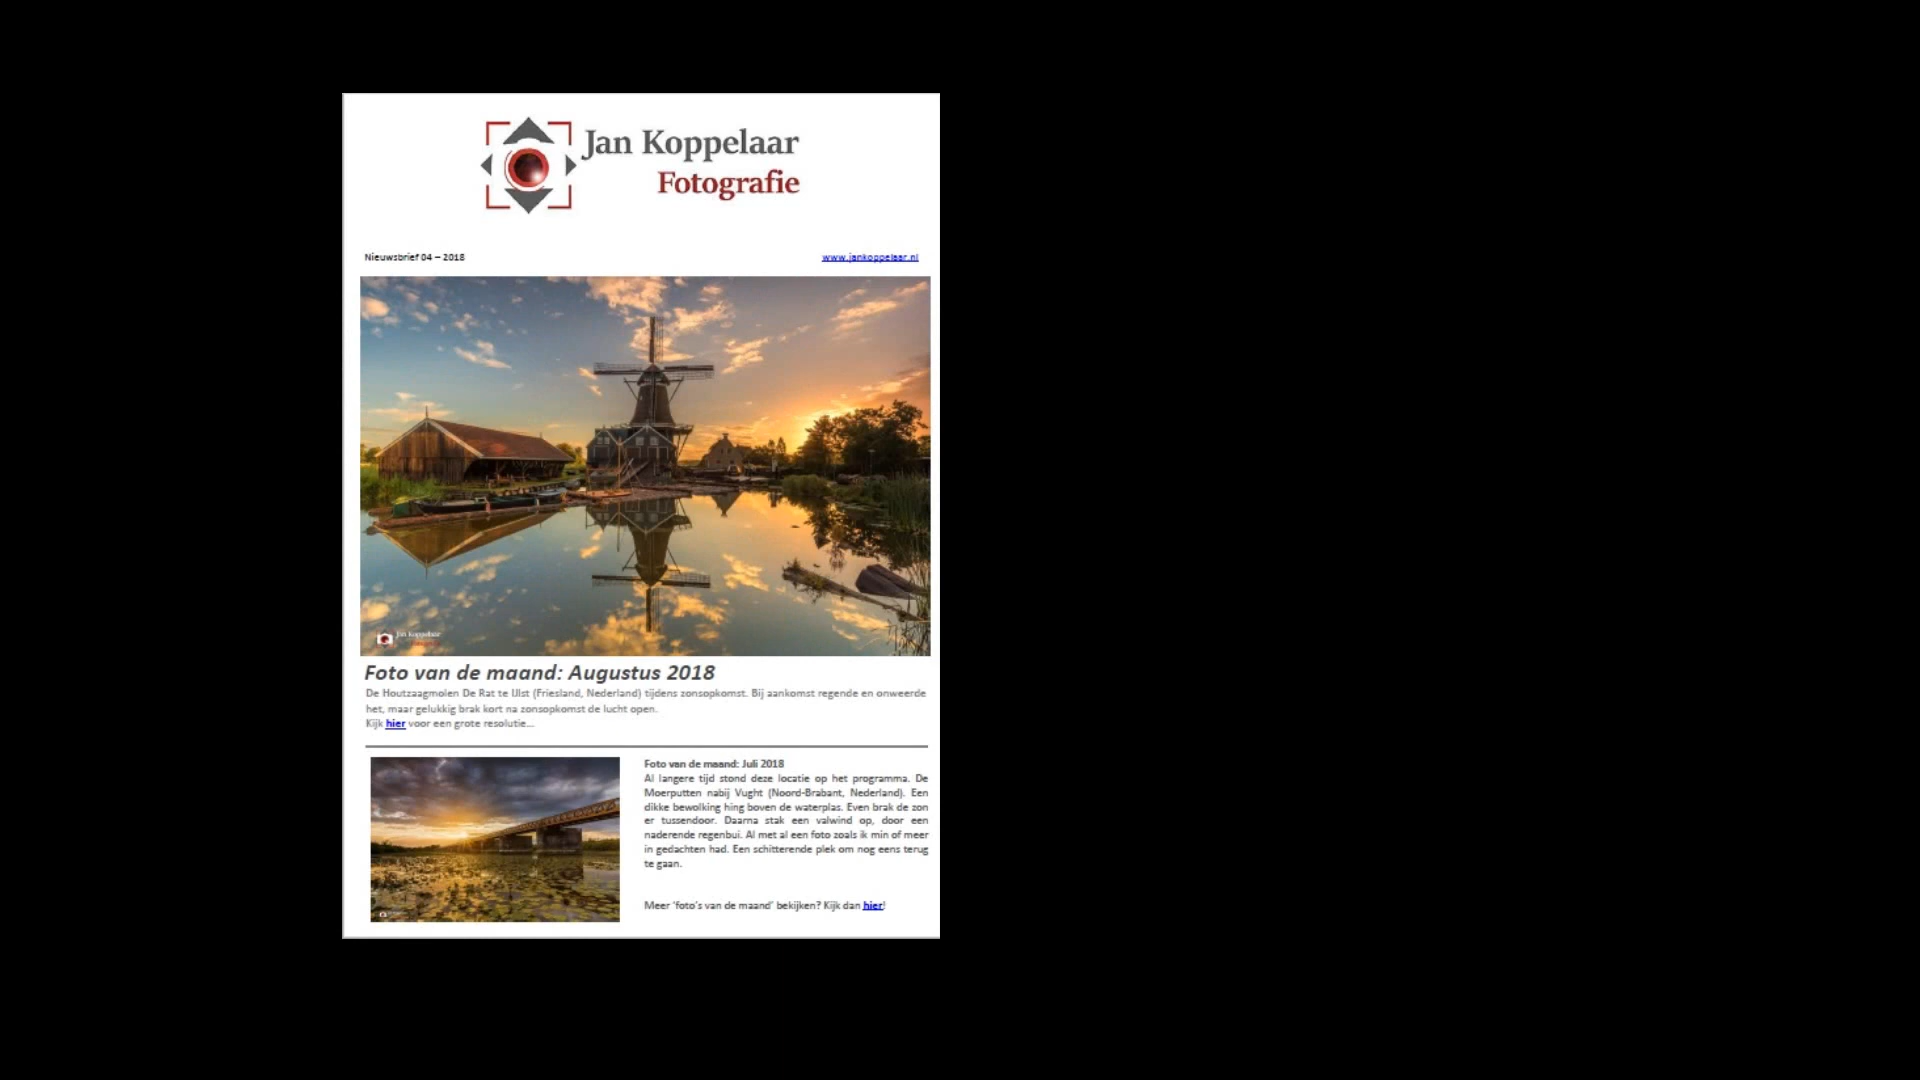 Jan Koppelaar
Fotografie
Nieuwsbrief 04 – 2018
www.jankoppelaar.nl
Jan Koppelaar
Foto van de maand: Augustus 2018
De Houtzaagmolen De Rat te IJlst (Friesland, Nederland) tijdens zonsopkomst. Bij aankomst regende en onweerde
het, maar gelukkig brak kort na zonsopkomst de lucht open.
Kijk hier voor een grote resolutie...
Foto van de maand: Juli 2018
Al langere tijd stond deze locatie op het programma. De
Moerputten nabij Vught (Noord-Brabant, Nederland). Een
dikke bewolking hing boven de waterplas. Even brak de zon
er tussendoor. Daarna stak een valwind op, door een
naderende regenbui. Al met al een foto zoals ik min of meer
in gedachten had. Een schitterende plek om nog eens terug
te gaan.
Meer ‘foto’s van de maand’ bekijken? Kijk dan hier!